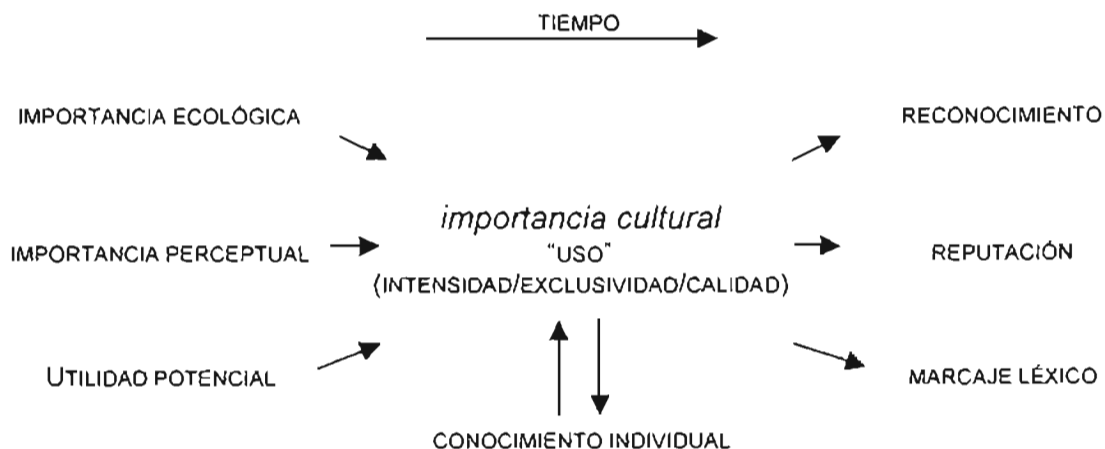 TIEMPO
IMPORTANCIA ECOLÓGICA
RECONOCIMIENTO
importancia cultural
IMPORTANCIA PERCEPTUAL
"USO"
REPUTACIÓN
(INTENSIDAD/EXCLUSIVIDAD/CALIDAD)
UTILIDAD POTENCIAL
MARCAJE LÉXICO
CONOCIMIENTO INDIVIDUAL